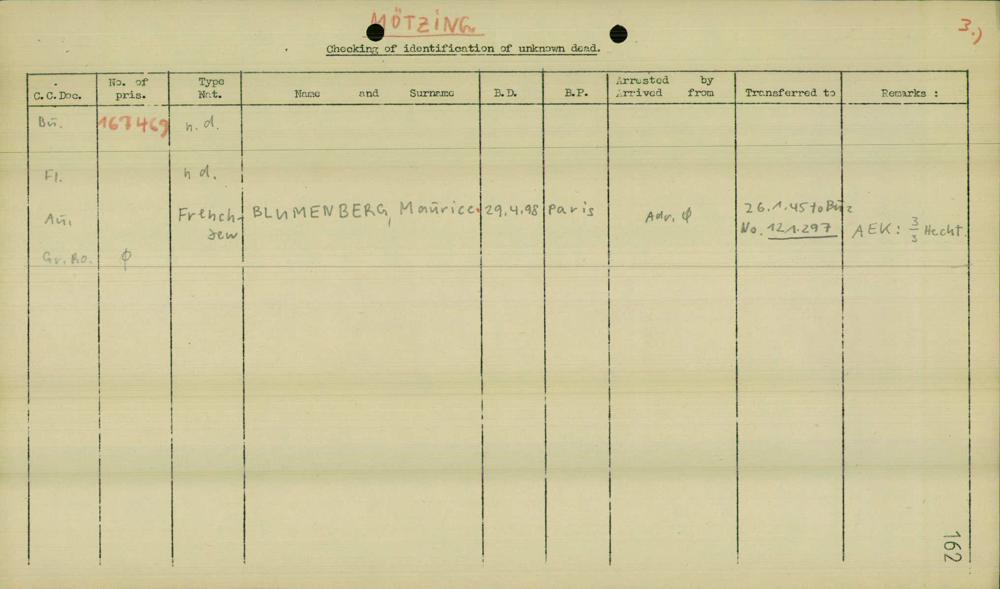 MÖTZING
3.)
Checking of identification of unknown dead.
C.C.Doc. No. of pris. Type Nat. Name and Surname B.D. B.P. Arrested by Arrived from Transferred to Remarks :
Bu. 167469 n.d.
Fl. n.d.
Au. French- Jew BLUMENBERG, Maurice 29.4.98 Paris Adr. ϕ 26.1.45 to Bu: No. 121.297 AEK: 3/3 Hecht.
Gr.Ro. ϕ
162